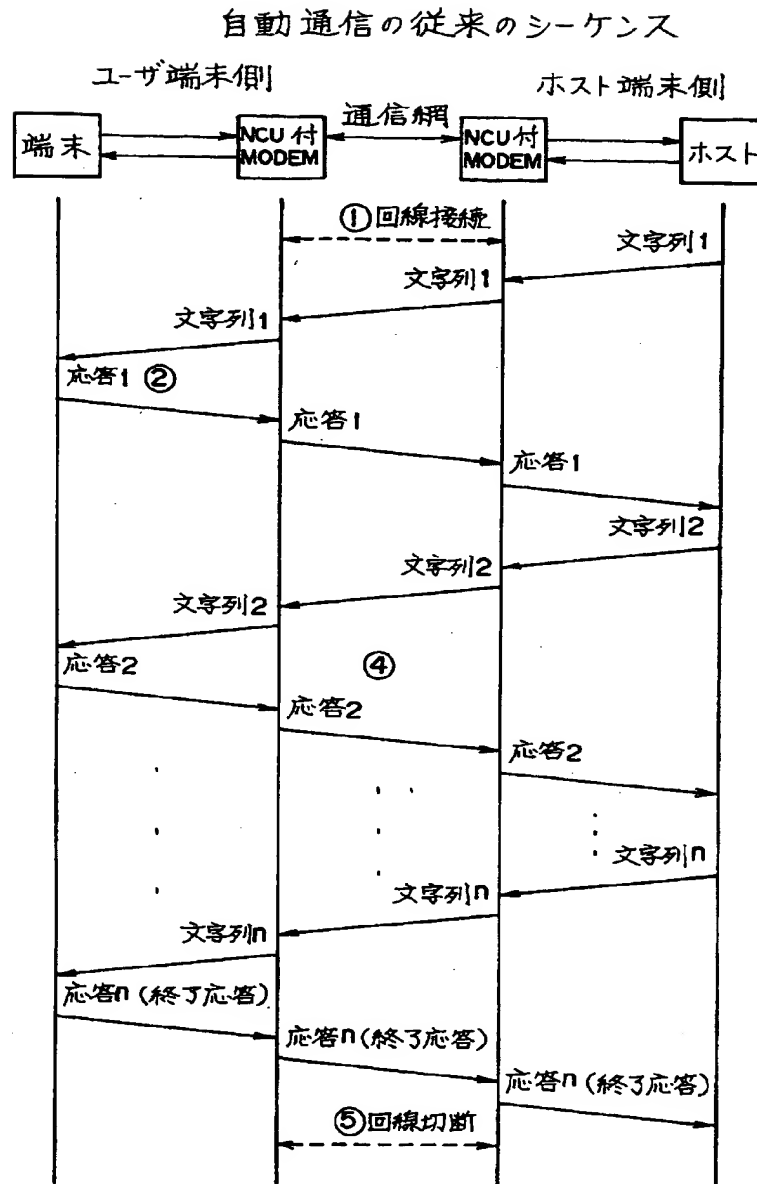 自動通信の従来のシーケンス
ユーザ端末側
ホスト端末側
端末
NCU付
MODEM
通信網
NCU付
MODEM
ホスト
①回線接続
文字列1
文字列1
文字列1
応答1 ②
応答1
応答1
文字列2
文字列2
文字列2
応答2
④
応答2
応答2
文字列n
文字列n
文字列n
応答n(終了応答)
応答n(終了応答)
応答n(終了応答)
⑤回線切断